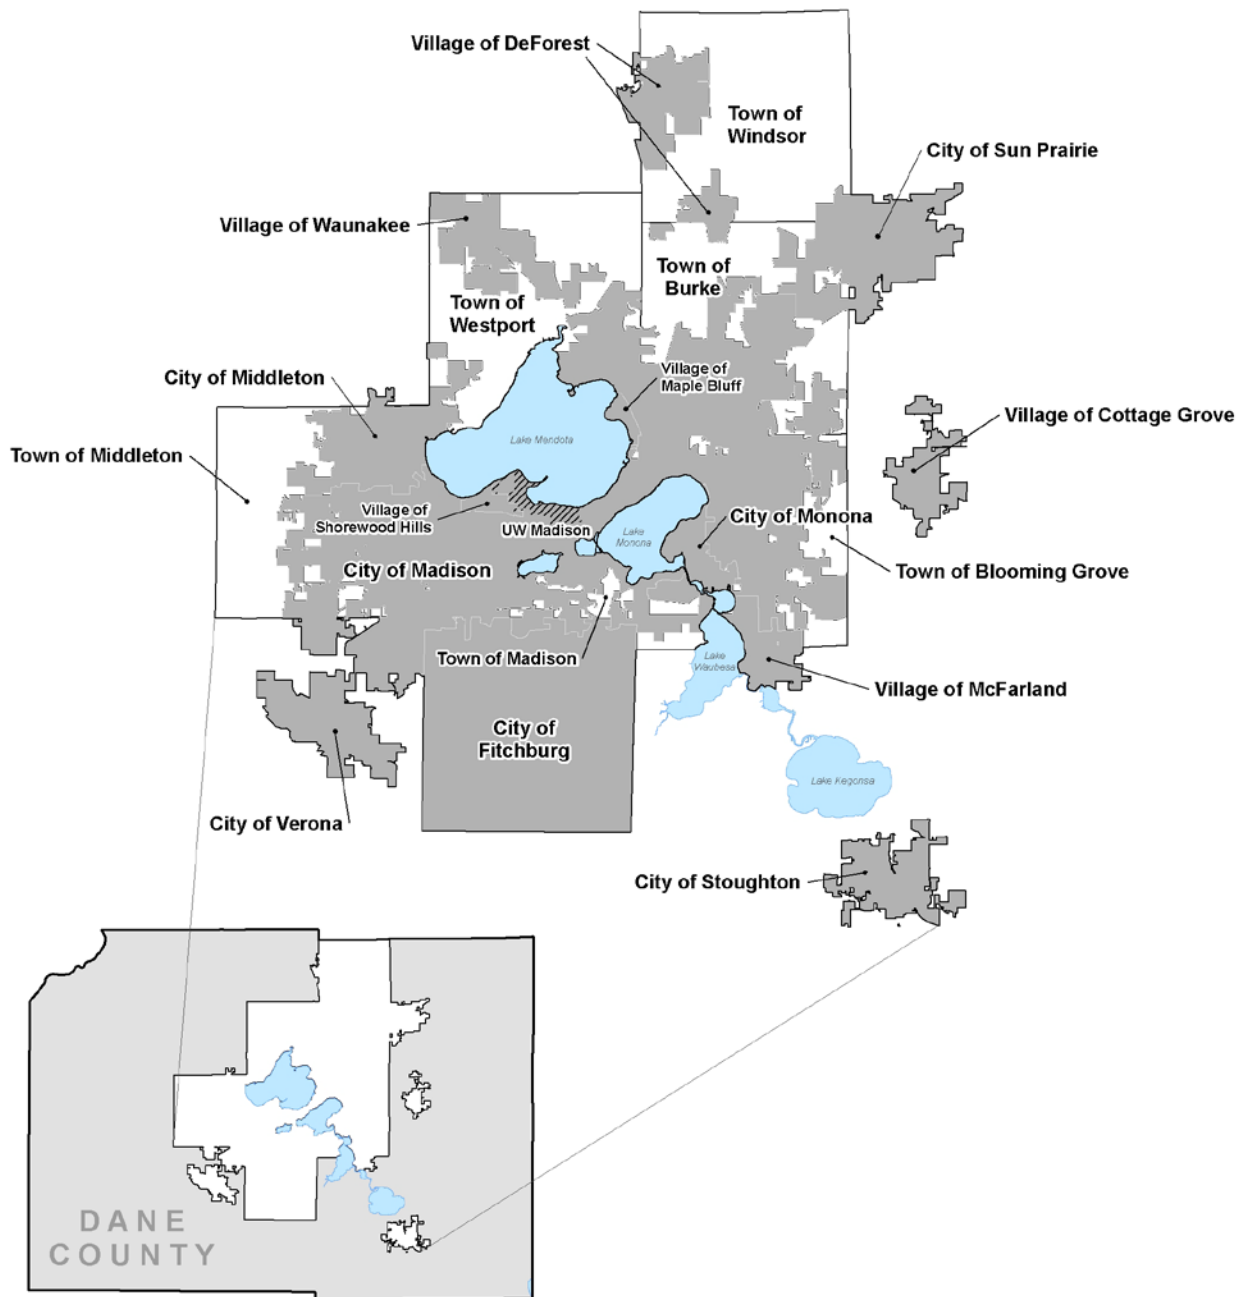 Village of DeForest
Town of
Windsor
City of Sun Prairie
Village of Waunakee
Town of
Burke
Town of
Westport
Village of
Maple Bluff
City of Middleton
Village of Cottage Grove
Lake Mendota
Town of Middleton
Village of
Shorewood Hills
UW Madison
City of Monona
Lake
Monona
City of Madison
Town of Blooming Grove
Town of Madison
Lake
Waubesa
Village of McFarland
City of
Fitchburg
Lake Kegonsa
City of Verona
City of Stoughton
DANE
COUNTY